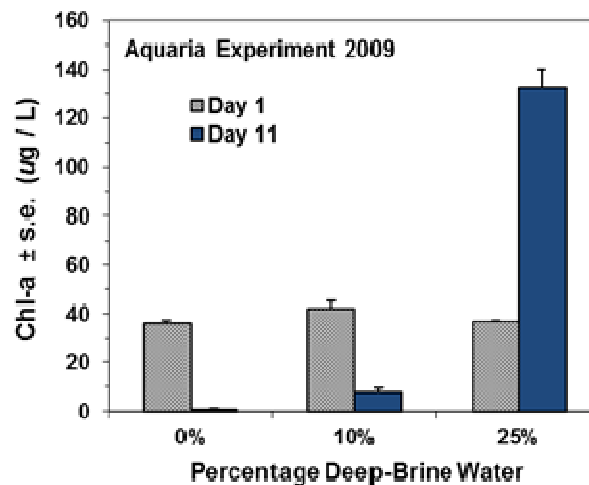 Aquaria Experiment 2009
Day 1
Day 11
Chl-a ± s.e. (ug / L)
160
140
120
100
80
60
40
20
0
0% 10% 25%
Percentage Deep-Brine Water